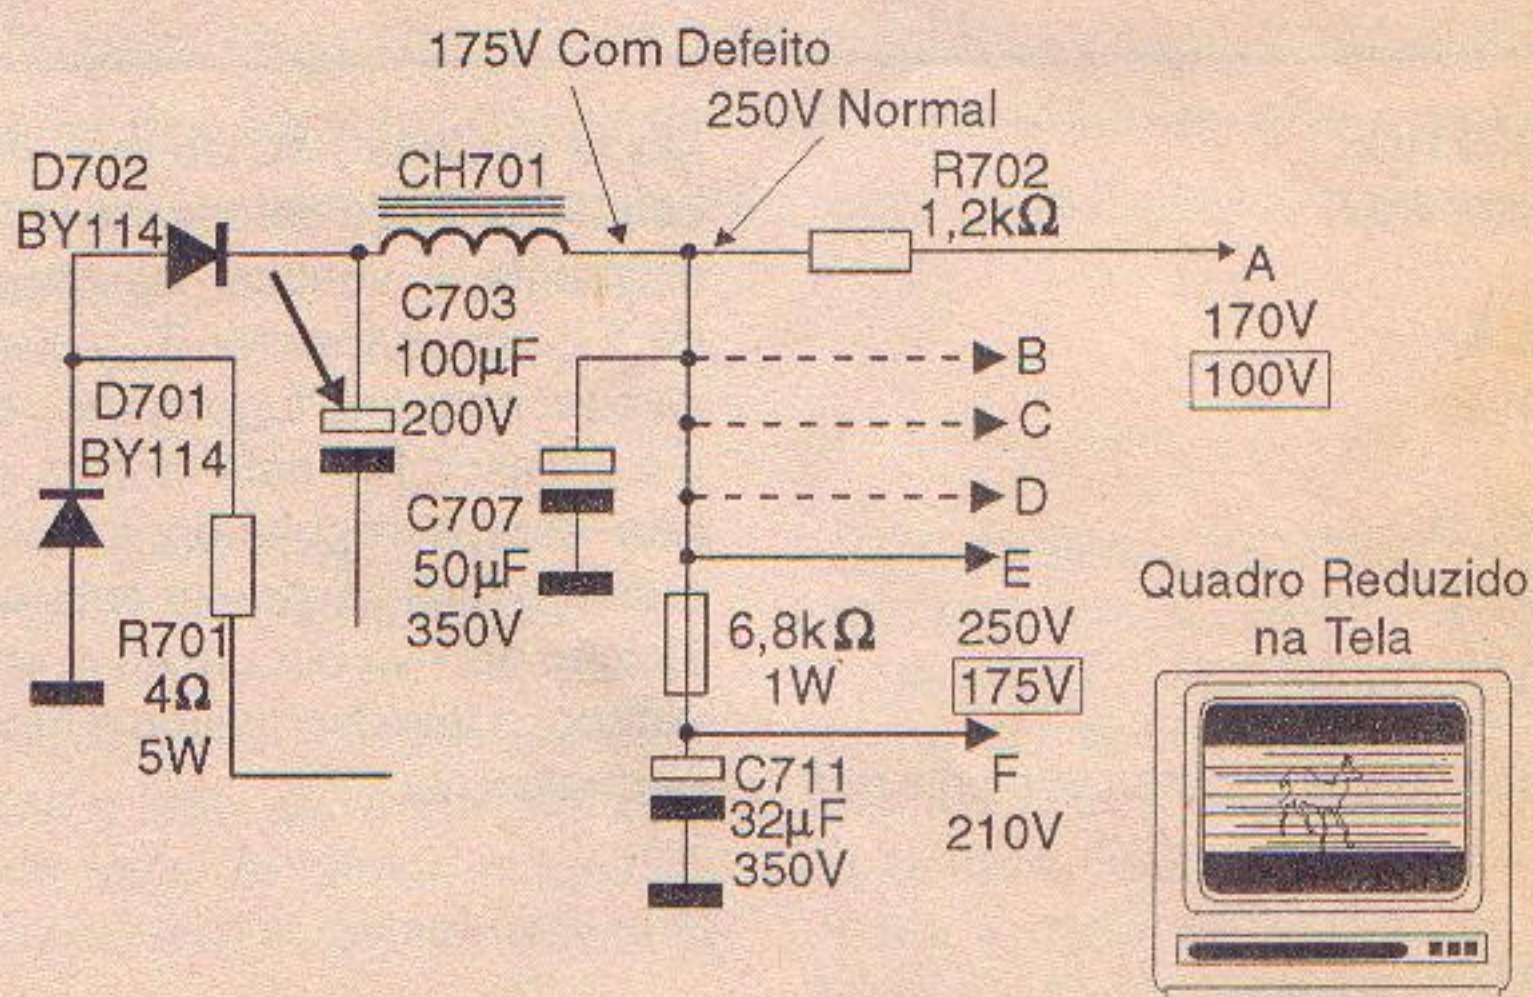 175V Com Defeito
250V Normal
D702
BY114
CH701
R702
1,2kΩ
A
170V
100V
C703
100µF
200V
B
C
D
E
250V
175V
D701
BY114
C707
50µF
350V
R701
4Ω
5W
6,8kΩ
1W
F
210V
C711
32µF
350V
Quadro Reduzido
na Tela